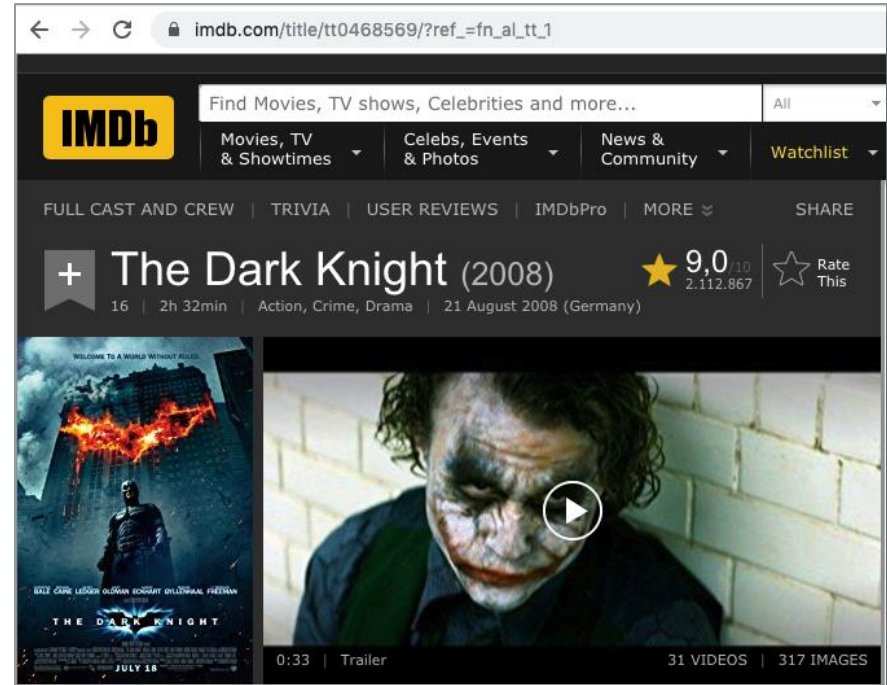 imdb.com/title/tt0468569/?ref_=fn_al_tt_1
IMDb
Find Movies, TV shows, Celebrities and more...
All
Movies, TV
& Showtimes
Celebs, Events
& Photos
News &
Community
Watchlist
FULL CAST AND CREW | TRIVIA | USER REVIEWS | IMDbPro | MORE
SHARE
+ The Dark Knight (2008)
9,0/10
2.112.867
Rate
This
16 | 2h 32min | Action, Crime, Drama | 21 August 2008 (Germany)
WELCOME TO A WORLD WITHOUT RULES.
BALE CAINE LEDGER OLDMAN ECKHART GYLLENHAAL FREEMAN
THE DARK KNIGHT
JULY 18
0:33 | Trailer
31 VIDEOS | 317 IMAGES